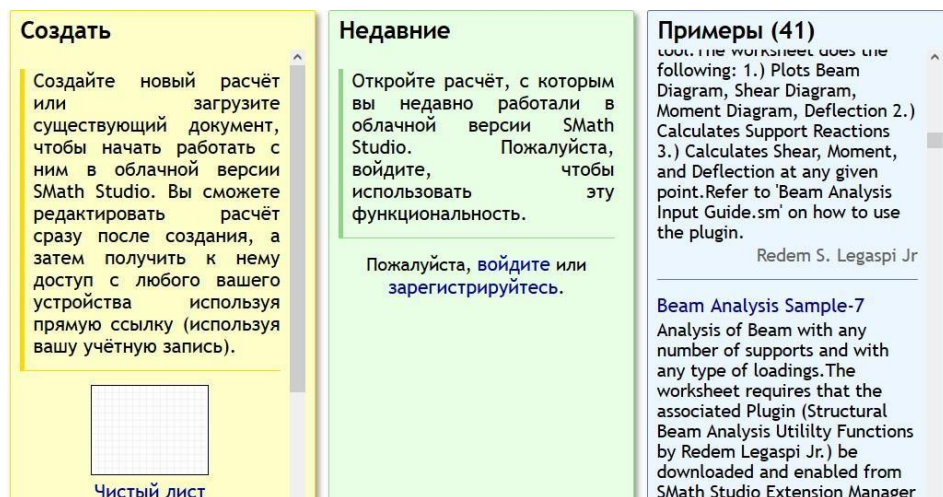 Создать
Создайте новый расчёт
или загрузите
существующий документ,
чтобы начать работать с
ним в облачной версии
SMath Studio. Вы сможете
редактировать расчёт
сразу после создания, а
затем получить к нему
доступ с любого вашего
устройства используя
прямую ссылку (используя
вашу учётную запись).
Чистый лист
Недавние
Откройте расчёт, с которым
вы недавно работали в
облачной версии SMath
Studio. Пожалуйста,
войдите, чтобы
использовать эту
функциональность.
Пожалуйста, войдите или
зарегистрируйтесь.
Примеры (41)
tool.The worksheet does the
following: 1.) Plots Beam
Diagram, Shear Diagram,
Moment Diagram, Deflection 2.)
Calculates Support Reactions
3.) Calculates Shear, Moment,
and Deflection at any given
point.Refer to 'Beam Analysis
Input Guide.sm' on how to use
the plugin.
Redem S. Legaspi Jr
Beam Analysis Sample-7
Analysis of Beam with any
number of supports and with
any type of loadings.The
worksheet requires that the
associated Plugin (Structural
Beam Analysis Utililty Functions
by Redem Legaspi Jr.) be
downloaded and enabled from
SMath Studio Extension Manager